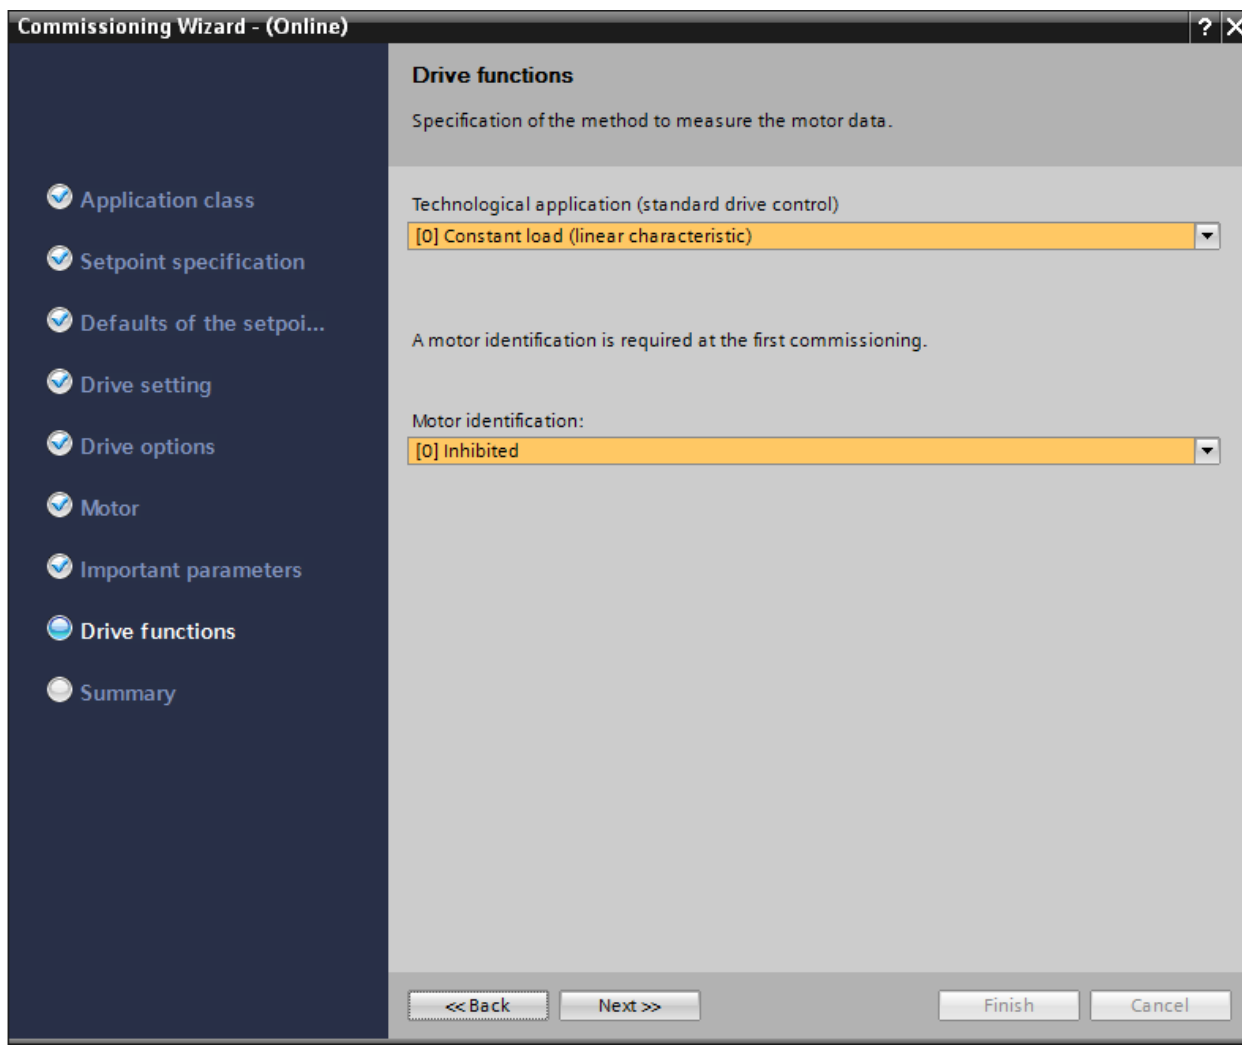 Commissioning Wizard - (Online)
? X
Drive functions
Specification of the method to measure the motor data.
Application class
Setpoint specification
Defaults of the setpoi...
Drive setting
Drive options
Motor
Important parameters
Drive functions
Summary
Technological application (standard drive control)
[0] Constant load (linear characteristic)
A motor identification is required at the first commissioning.
Motor identification:
[0] Inhibited
<< Back
Next >>
Finish
Cancel